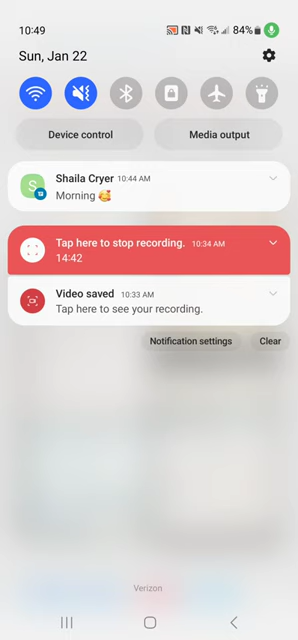 10:49
84%
Sun, Jan 22
Device control
Media output
S
Shaila Cryer 10:44 AM
Morning 🥰
Tap here to stop recording. 10:34 AM
14:42
Video saved 10:33 AM
Tap here to see your recording.
Notification settings
Clear
Verizon